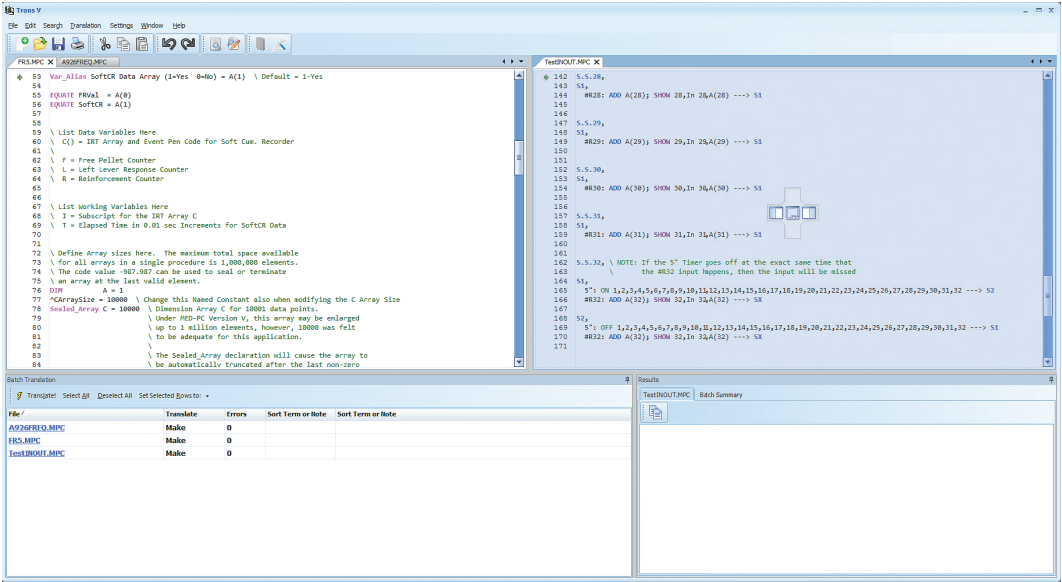 Trans V
File Edit Search Translation Settings Window Help
FR5.MPC A926FREQ.MPC
53 Var_Alias SoftCR Data Array (1=Yes 0=No) = A(1) \ Default = 1-Yes
54
55 EQUATE FRVal = A(0)
56 EQUATE SoftCR = A(1)
57
58
59 \ List Data Variables Here
60 \ C() = IRT Array and Event Pen Code for Soft Cum. Recorder
61 \
62 \ F = Free Pellet Counter
63 \ L = Left Lever Response Counter
64 \ R = Reinforcement Counter
65
66
67 \ List Working Variables Here
68 \ I = Subscript for the IRT Array C
69 \ T = Elapsed Time in 0.01 sec Increments for SoftCR Data
70
71
72 \ Define Array sizes here. The maximum total space available
73 \ for all arrays in a single procedure is 1,000,000 elements.
74 \ The code value -987.987 can be used to seal or terminate
75 \ an array at the last valid element.
76 DIM A = 1
77 ^CArraySize = 10000 \ Change this Named Constant also when modifying the C Array Size
78 Sealed_Array C = 10000 \ Dimension Array C for 10001 data points.
79 \ Under MED-PC Version V, this array may be enlarged
80 \ up to 1 million elements, however, 10000 was felt
81 \ to be adequate for this application.
82 \
83 \ The Sealed_Array declaration will cause the array to
84 \ be automatically truncated after the last non-zero
TestINOUT.MPC
142 S.S.28,
143 S1,
144 #R28: ADD A(28); SHOW 28,In 28,A(28) ---> S1
145
146
147 S.S.29,
148 S1,
149 #R29: ADD A(29); SHOW 29,In 29,A(29) ---> S1
150
151
152 S.S.30,
153 S1,
154 #R30: ADD A(30); SHOW 30,In 30,A(30) ---> S1
155
156
157 S.S.31,
158 S1,
159 #R31: ADD A(31); SHOW 31,In 31,A(31) ---> S1
160
161
162 S.S.32, \ NOTE: If the 5" Timer goes off at the exact same time that
163 \ the #R32 input happens, then the input will be missed
164 S1,
165 5": ON 1,2,3,4,5,6,7,8,9,10,11,12,13,14,15,16,17,18,19,20,21,22,23,24,25,26,27,28,29,30,31,32 ---> S2
166 #R32: ADD A(32); SHOW 32,In 32,A(32) ---> SX
167
168 S2,
169 5": OFF 1,2,3,4,5,6,7,8,9,10,11,12,13,14,15,16,17,18,19,20,21,22,23,24,25,26,27,28,29,30,31,32 ---> S1
170 #R32: ADD A(32); SHOW 32,In 32,A(32) ---> SX
171
Batch Translation
Translate! Select All Deselect All Set Selected Rows to:
File Translate Errors Sort Term or Note Sort Term or Note
A926FREQ.MPC Make 0
FR5.MPC Make 0
TestINOUT.MPC Make 0
Results
TestINOUT.MPC Batch Summary